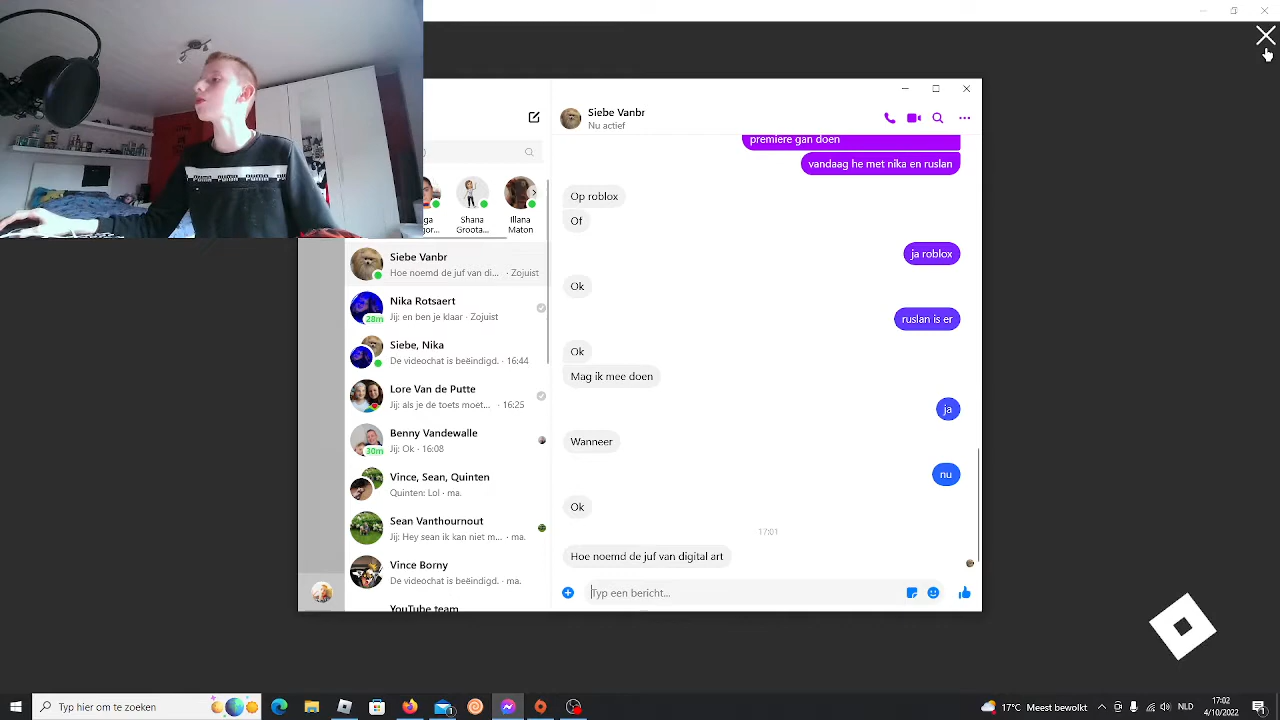 PUMA PUMA PUMA
Siebe Vanbr
Nu actief
premiere gan doen
vandaag he met nika en ruslan
Op roblox
Of
ja roblox
Ok
ruslan is er
Ok
Mag ik mee doen
ja
Wanneer
nu
Ok
17:01
Hoe noemd de juf van digital art
Typ een bericht...
)
ga
gor...
Shana
Groota...
Illana
Maton
Siebe Vanbr
Hoe noemd de juf van di... · Zojuist
Nika Rotsaert
Jij: en ben je klaar · Zojuist
28m
Siebe, Nika
De videochat is beëindigd. · 16:44
Lore Van de Putte
Jij: als je de toets moet... · 16:25
Benny Vandewalle
Jij: Ok · 16:08
30m
Vince, Sean, Quinten
Quinten: Lol · ma.
Sean Vanthournout
Jij: Hey sean ik kan niet m... · ma.
Vince Borny
De videochat is beëindigd. · ma.
YouTube team
Typ hier om te zoeken
17°C Meest bewolkt
NLD
17:02
4/10/2022